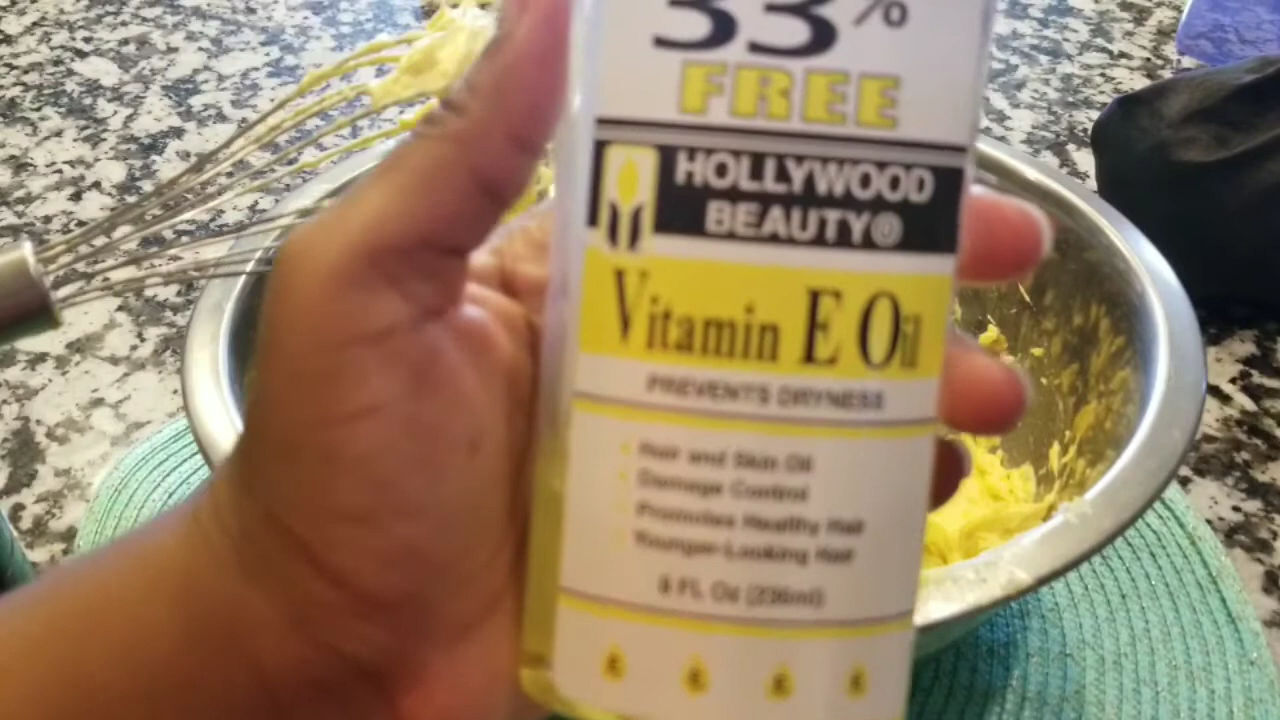 33%
FREE
HOLLYWOOD
BEAUTY®
Vitamin E Oil
PREVENTS DRYNESS
Hair and Skin Oil
Damage Control
Promotes Healthy Hair
Younger-Looking Hair
8 FL Oz (236ml)
E E E E